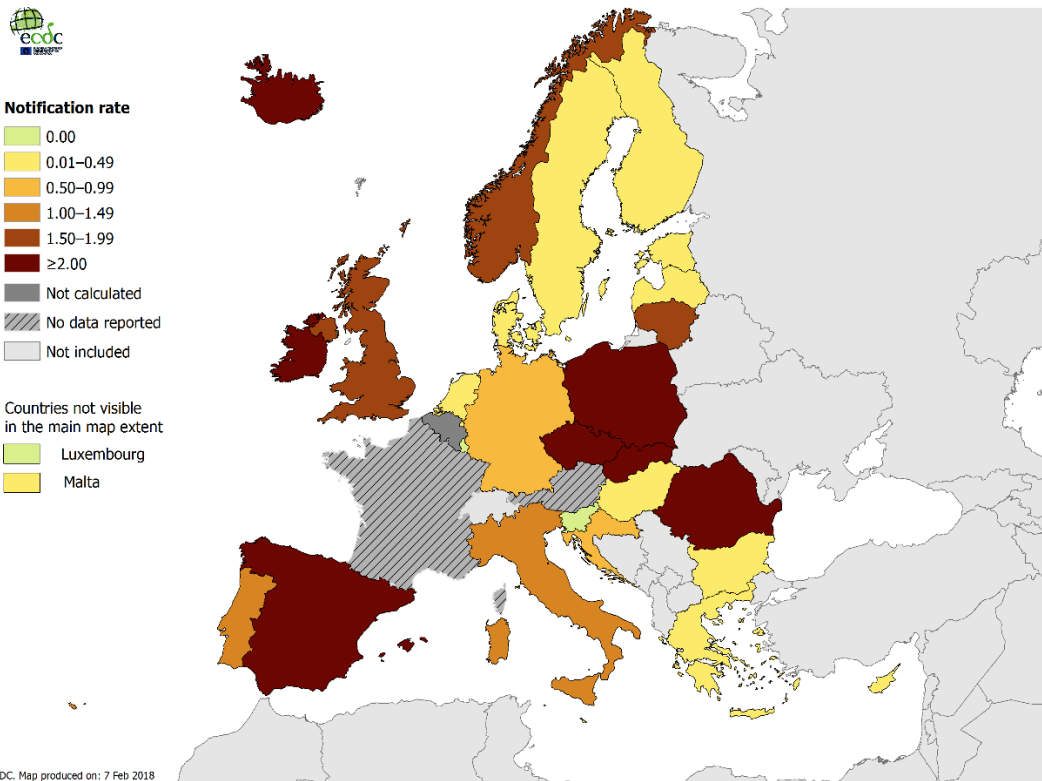 ecdc
Notification rate
0.00
0.01–0.49
0.50–0.99
1.00–1.49
1.50–1.99
≥2.00
Not calculated
No data reported
Not included
Countries not visible
in the main map extent
Luxembourg
Malta
DC. Map produced on: 7 Feb 2018